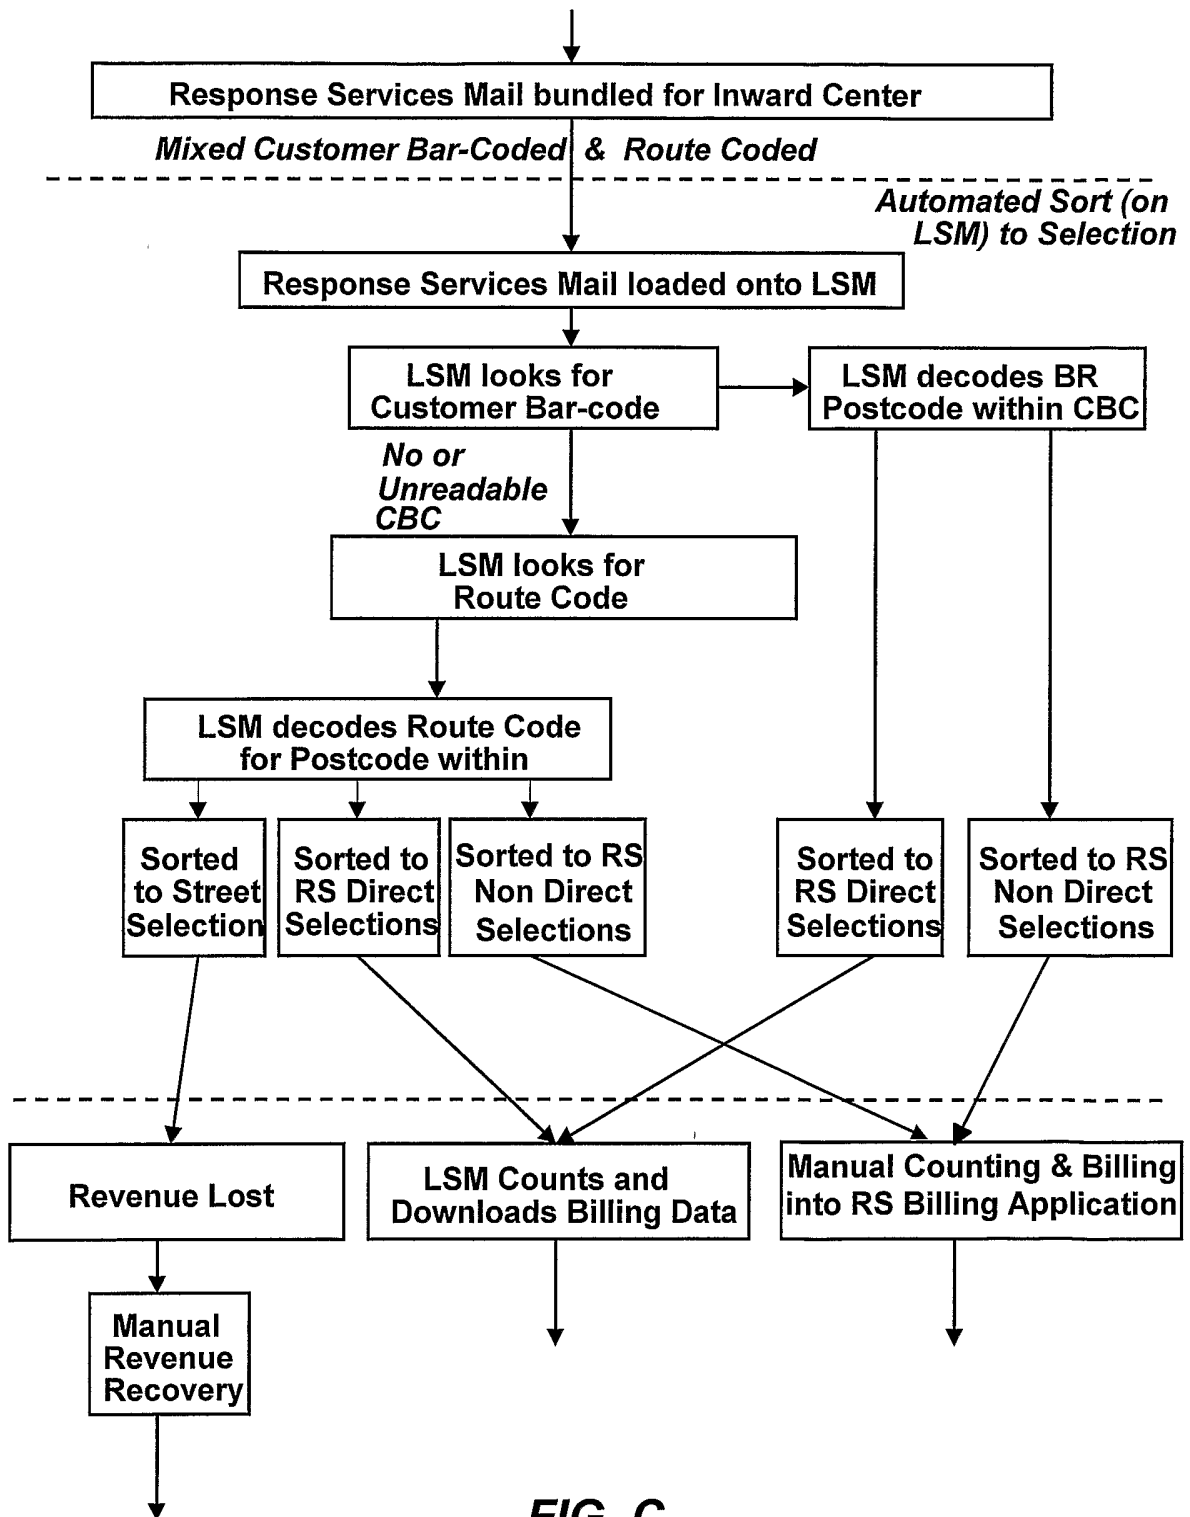 Response Services Mail bundled for Inward Center
Mixed Customer Bar-Coded & Route Coded
Automated Sort (on
LSM) to Selection
Response Services Mail loaded onto LSM
LSM looks for
Customer Bar-code
LSM decodes BR
Postcode within CBC
No or
Unreadable
CBC
LSM looks for
Route Code
LSM decodes Route Code
for Postcode within
Sorted
to Street
Selection
Sorted to
RS Direct
Selections
Sorted to RS
Non Direct
Selections
Sorted to
RS Direct
Selections
Sorted to RS
Non Direct
Selections
Revenue Lost
LSM Counts and
Downloads Billing Data
Manual Counting & Billing
into RS Billing Application
Manual
Revenue
Recovery
FIG. C